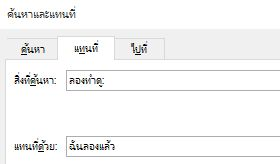 ค้นหาและแทนที่
ค้นหา แทนที่ ไปที่
สิ่งที่ค้นหา: ลองทำดู:
แทนที่ด้วย: ฉันลองแล้ว